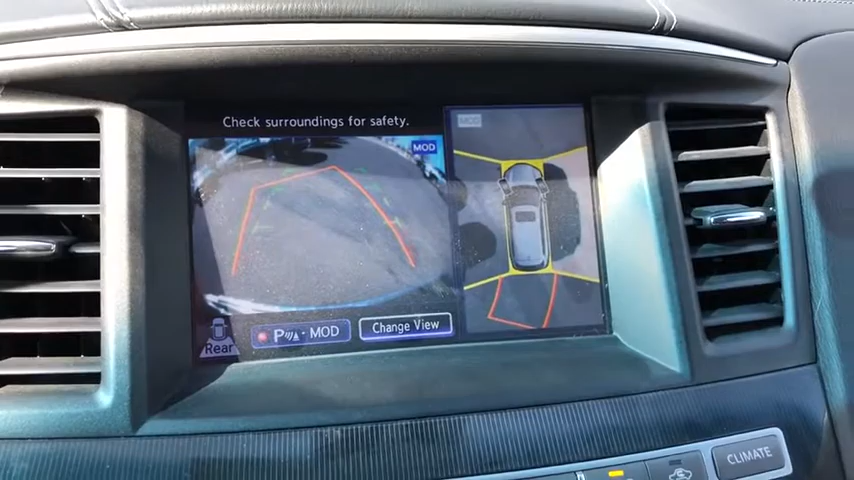 Check surroundings for safety.
MOD
MOD
Rear
P MOD
Change View
CLIMATE